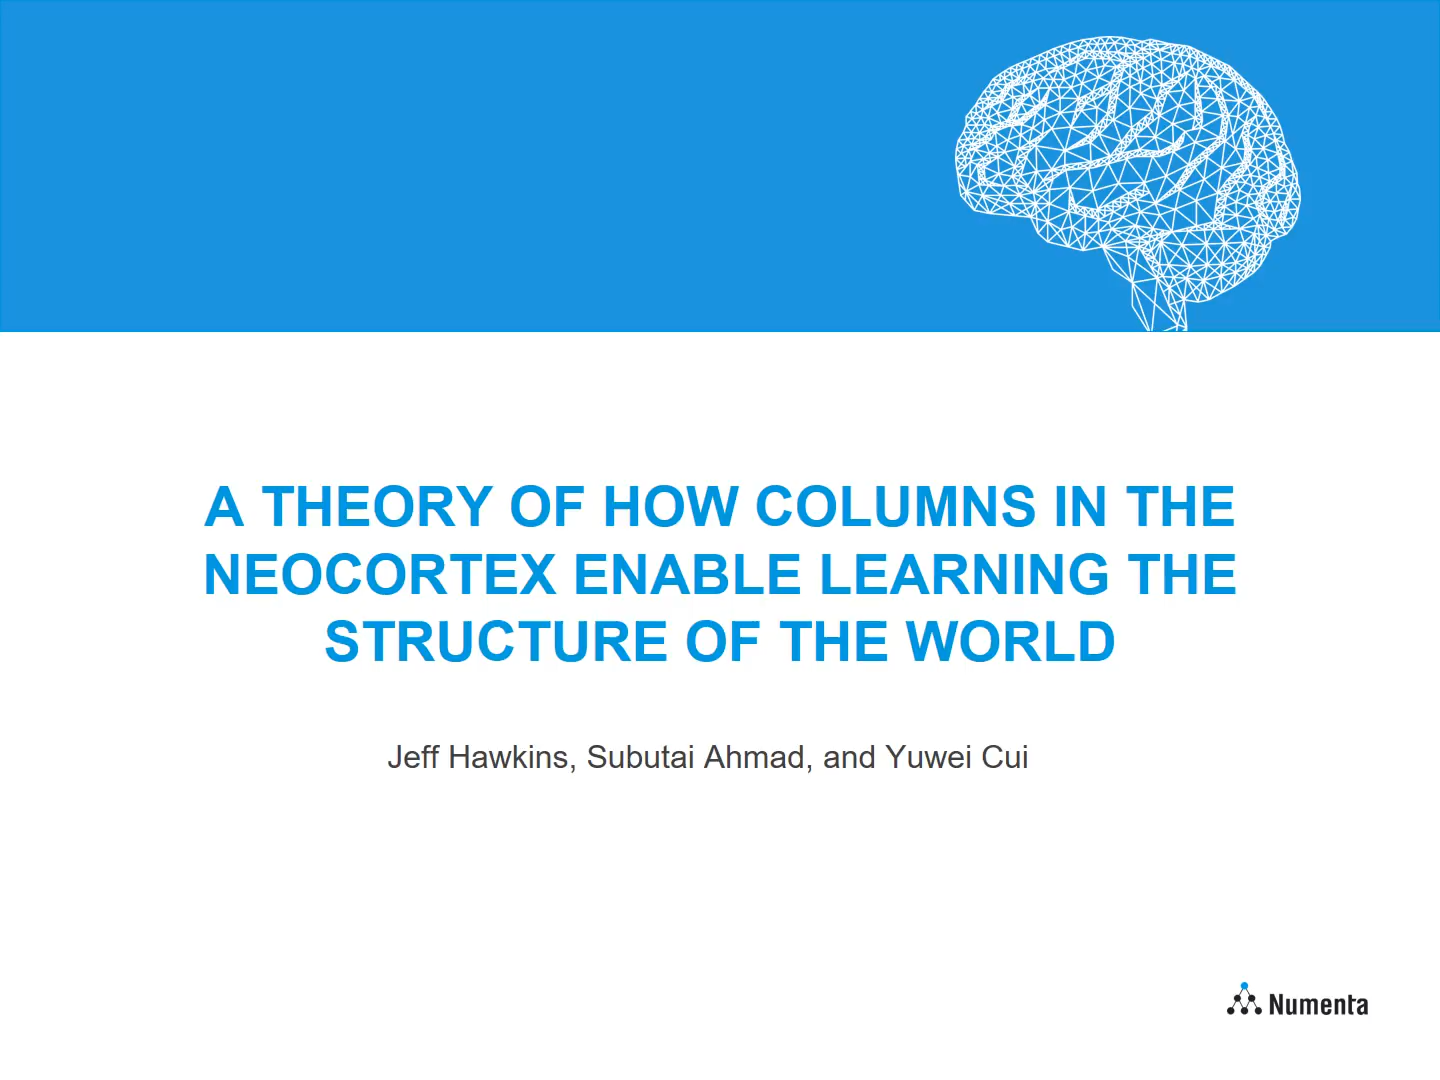 A THEORY OF HOW COLUMNS IN THE
NEOCORTEX ENABLE LEARNING THE
STRUCTURE OF THE WORLD
Jeff Hawkins, Subutai Ahmad, and Yuwei Cui
Numenta